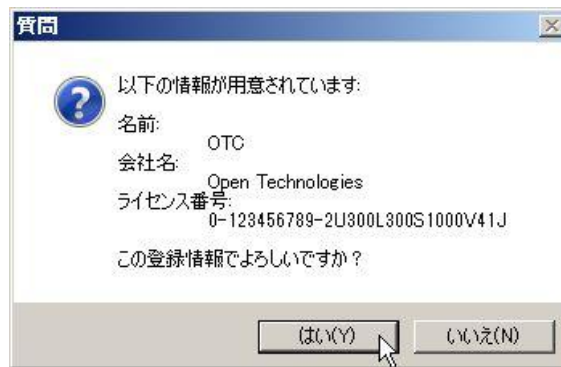 質問
以下の情報が用意されています:
名前:
OTC
会社名:
Open Technologies
ライセンス番号:
0-123456789-2U300L300S1000V41J
この登録情報でよろしいですか？
はい(Y)
いいえ(N)